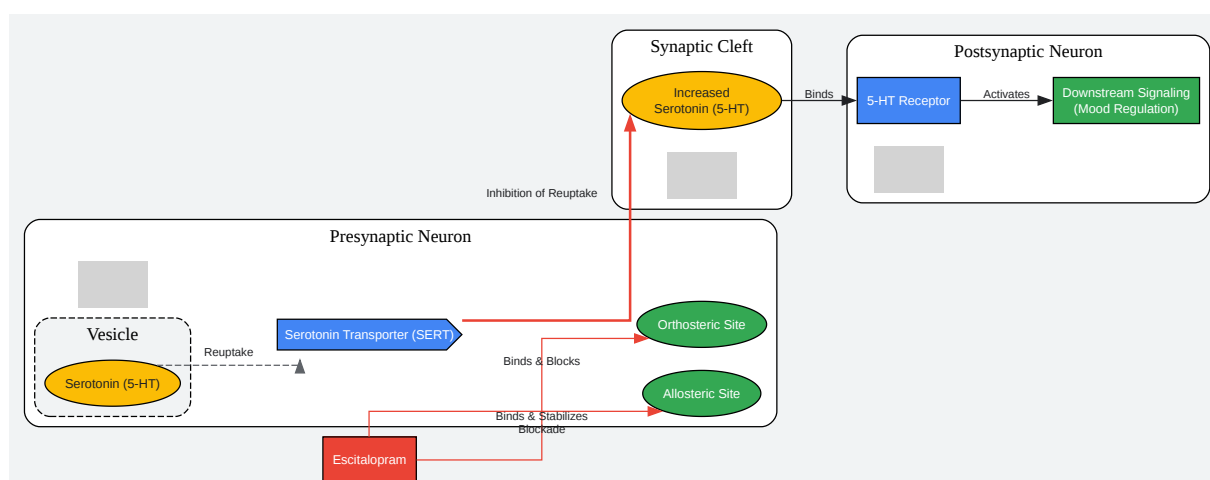 Synaptic Cleft
Increased
Serotonin (5-HT)
Binds
Postsynaptic Neuron
5-HT Receptor
Activates
Downstream Signaling
(Mood Regulation)
Inhibition of Reuptake
Presynaptic Neuron
Vesicle
Serotonin (5-HT)
Reuptake
Serotonin Transporter (SERT)
Orthosteric Site
Binds & Blocks
Allosteric Site
Binds & Stabilizes
Blockade
Escitalopram